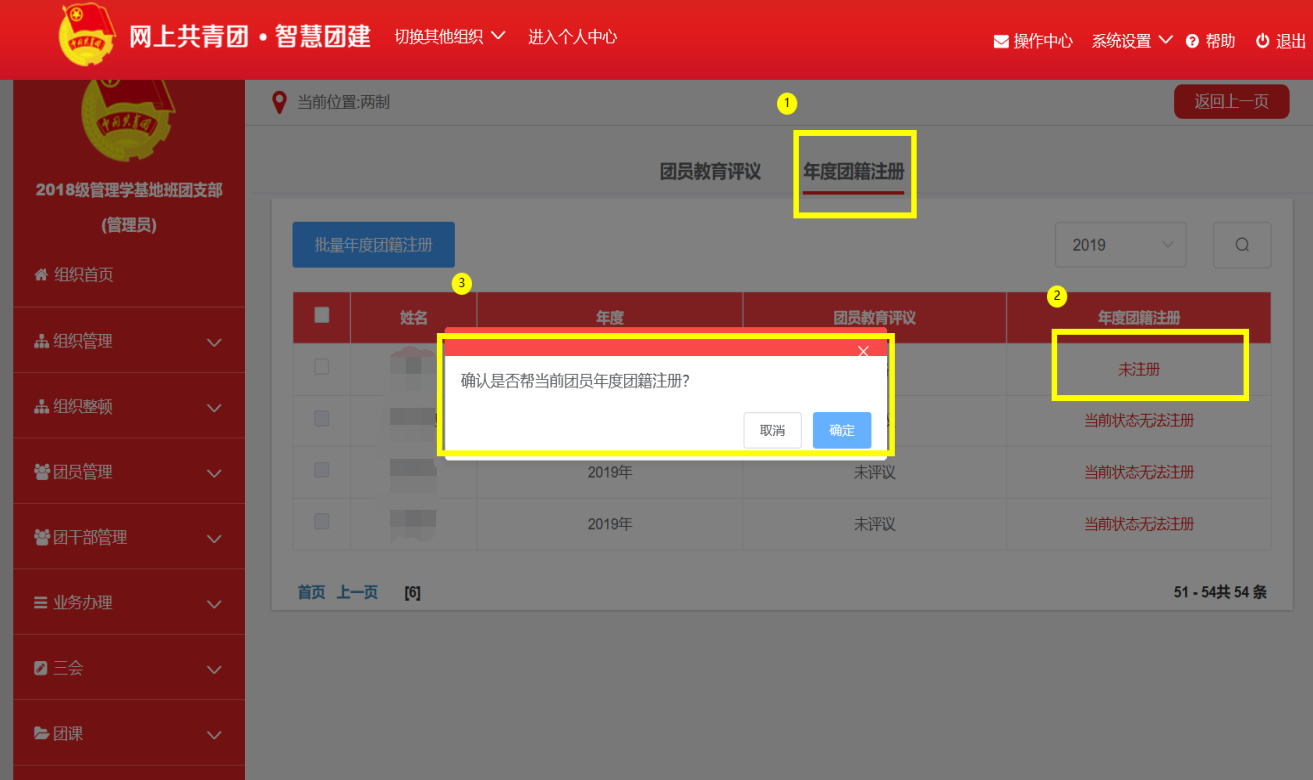 网上共青团·智慧团建 切换其他组织 进入个人中心 操作中心 系统设置 帮助 退出
中国共青团
2018级管理学基地班团支部
(管理员)
组织首页
组织管理
组织整顿
团员管理
团干部管理
业务办理
三会
团课
当前位置:两制
1
返回上一页
团员教育评议 年度团籍注册
批量年度团籍注册
2019
3
2
姓名 年度 团员教育评议 年度团籍注册
未注册
当前状态无法注册
2019年 未评议 当前状态无法注册
2019年 未评议 当前状态无法注册
确认是否帮当前团员年度团籍注册?
取消 确定
首页 上一页 [6]
51 - 54共 54 条